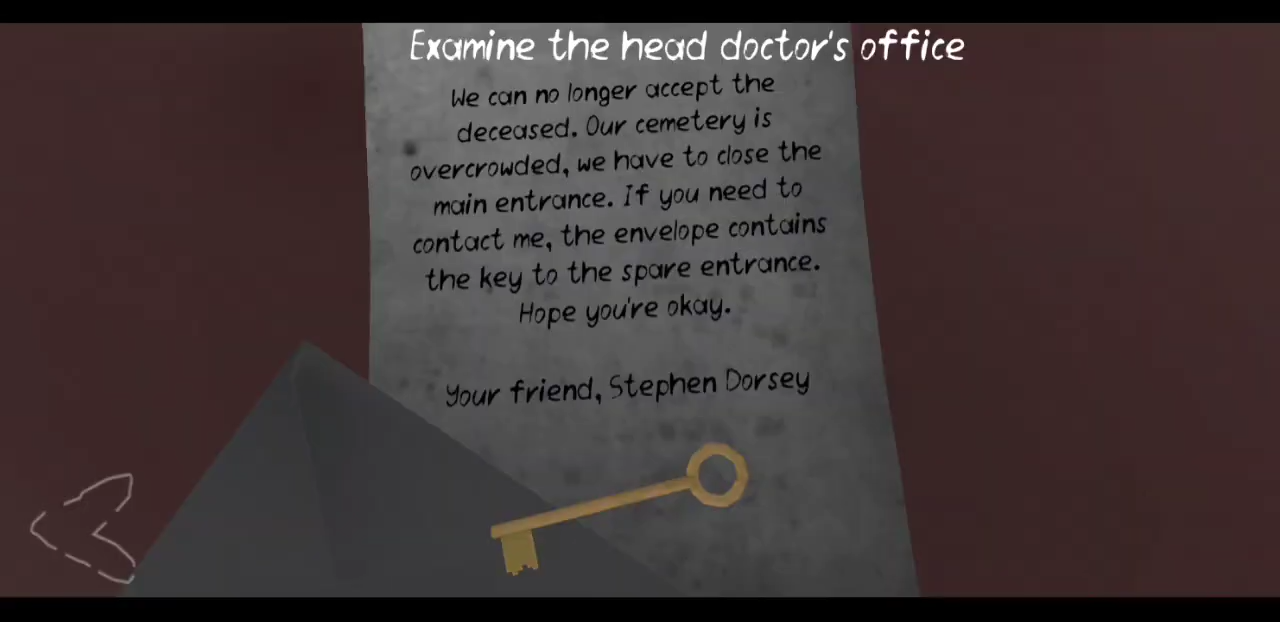 Examine the head doctor's office
We can no longer accept the
deceased. Our cemetery is
overcrowded, we have to close the
main entrance. If you need to
contact me, the envelope contains
the key to the spare entrance.
Hope you're okay.
Your friend, Stephen Dorsey